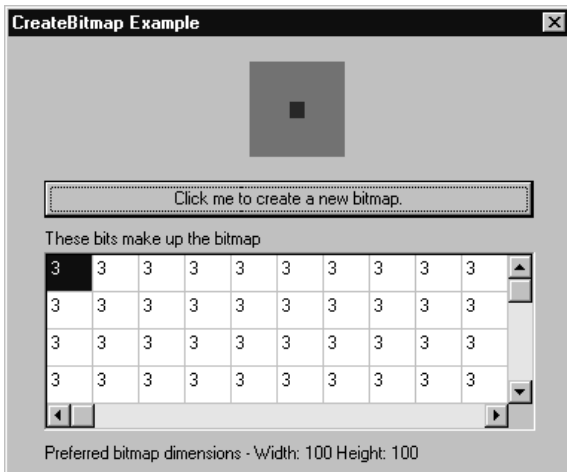 CreateBitmap Example
Click me to create a new bitmap.
These bits make up the bitmap
3 3 3 3 3 3 3 3 3 3
3 3 3 3 3 3 3 3 3 3
3 3 3 3 3 3 3 3 3 3
3 3 3 3 3 3 3 3 3 3
Preferred bitmap dimensions - Width: 100 Height: 100